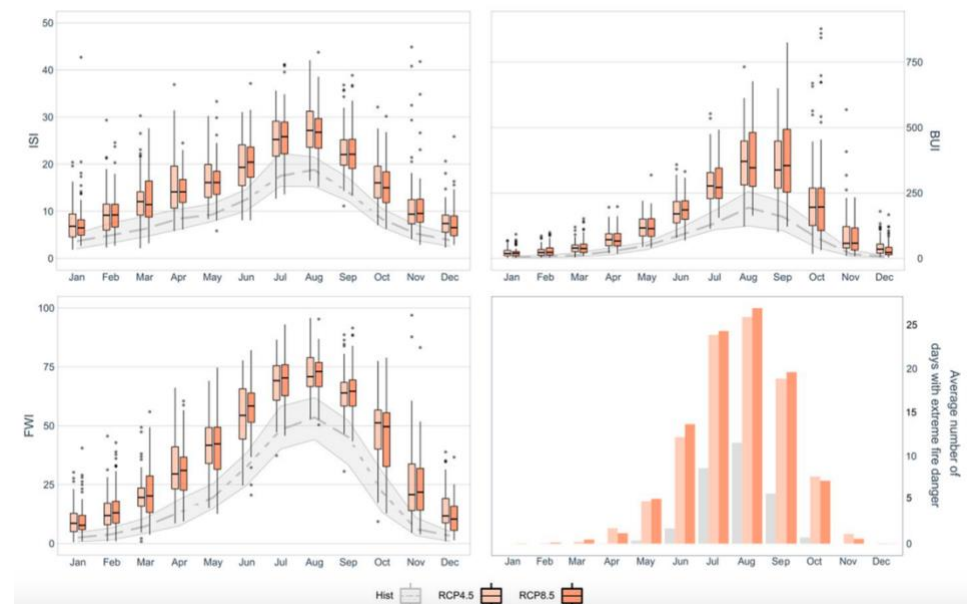 50
40
30
20
10
0
ISI
Jan Feb Mar Apr May Jun Jul Aug Sep Oct Nov Dec
750
500
250
0
BUI
Jan Feb Mar Apr May Jun Jul Aug Sep Oct Nov Dec
100
75
50
25
0
FWI
Jan Feb Mar Apr May Jun Jul Aug Sep Oct Nov Dec
25
20
15
10
5
0
Average number of
days with extreme fire danger
Jan Feb Mar Apr May Jun Jul Aug Sep Oct Nov Dec
Hist RCP4.5 RCP8.5